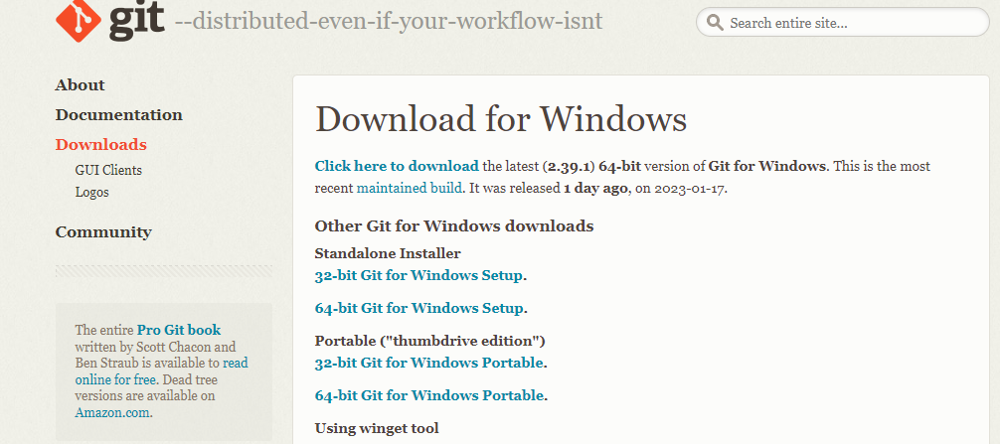 git --distributed-even-if-your-workflow-isnt
Search entire site...
About
Documentation
Downloads
GUI Clients
Logos
Community
The entire Pro Git book
written by Scott Chacon and
Ben Straub is available to read
online for free. Dead tree
versions are available on
Amazon.com.
Download for Windows
Click here to download the latest (2.39.1) 64-bit version of Git for Windows. This is the most
recent maintained build. It was released 1 day ago, on 2023-01-17.
Other Git for Windows downloads
Standalone Installer
32-bit Git for Windows Setup.
64-bit Git for Windows Setup.
Portable ("thumbdrive edition")
32-bit Git for Windows Portable.
64-bit Git for Windows Portable.
Using winget tool